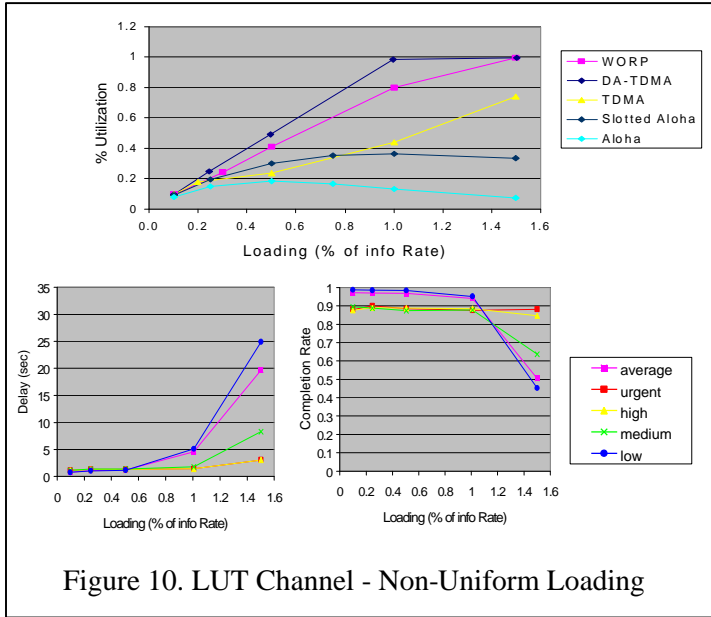 1.2
1
0.8
0.6
0.4
0.2
0
% Utilization
0.0 0.2 0.4 0.6 0.8 1.0 1.2 1.4 1.6
Loading (% of info Rate)
WORP
DA-TDMA
TDMA
Slotted Aloha
Aloha
35
30
25
20
15
10
5
0
Delay (sec)
0 0.2 0.4 0.6 0.8 1 1.2 1.4 1.6
Loading (% of info Rate)
1
0.9
0.8
0.7
0.6
0.5
0.4
0.3
0.2
0.1
0
Completion Rate
0 0.2 0.4 0.6 0.8 1 1.2 1.4 1.6
Loading (% of info Rate)
average
urgent
high
medium
low
Figure 10. LUT Channel - Non-Uniform Loading